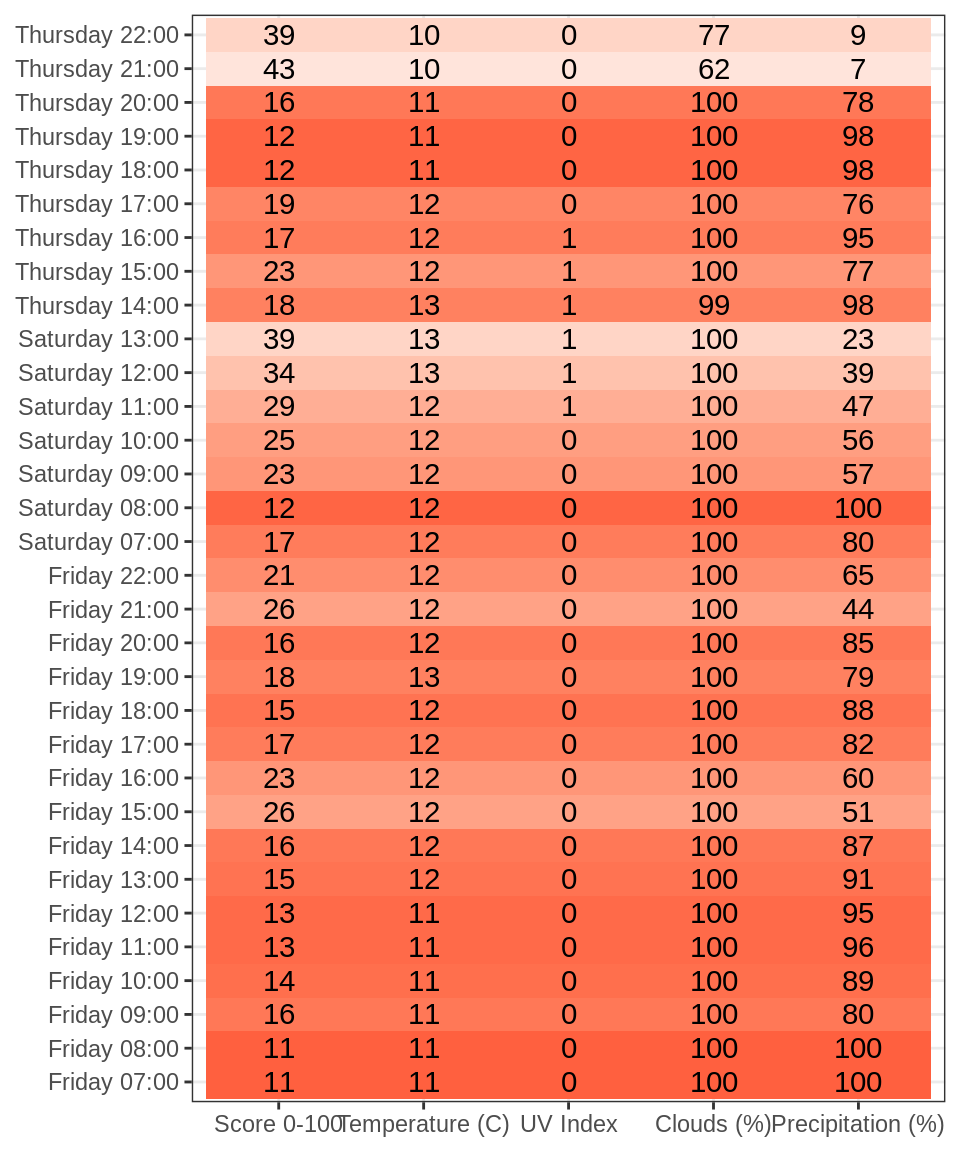 Thursday 22:00 39 10 0 77 9
Thursday 21:00 43 10 0 62 7
Thursday 20:00 16 11 0 100 78
Thursday 19:00 12 11 0 100 98
Thursday 18:00 12 11 0 100 98
Thursday 17:00 19 12 0 100 76
Thursday 16:00 17 12 1 100 95
Thursday 15:00 23 12 1 100 77
Thursday 14:00 18 13 1 99 98
Saturday 13:00 39 13 1 100 23
Saturday 12:00 34 13 1 100 39
Saturday 11:00 29 12 1 100 47
Saturday 10:00 25 12 0 100 56
Saturday 09:00 23 12 0 100 57
Saturday 08:00 12 12 0 100 100
Saturday 07:00 17 12 0 100 80
Friday 22:00 21 12 0 100 65
Friday 21:00 26 12 0 100 44
Friday 20:00 16 12 0 100 85
Friday 19:00 18 13 0 100 79
Friday 18:00 15 12 0 100 88
Friday 17:00 17 12 0 100 82
Friday 16:00 23 12 0 100 60
Friday 15:00 26 12 0 100 51
Friday 14:00 16 12 0 100 87
Friday 13:00 15 12 0 100 91
Friday 12:00 13 11 0 100 95
Friday 11:00 13 11 0 100 96
Friday 10:00 14 11 0 100 89
Friday 09:00 16 11 0 100 80
Friday 08:00 11 11 0 100 100
Friday 07:00 11 11 0 100 100
Score 0-100 Temperature (C) UV Index Clouds (%) Precipitation (%)